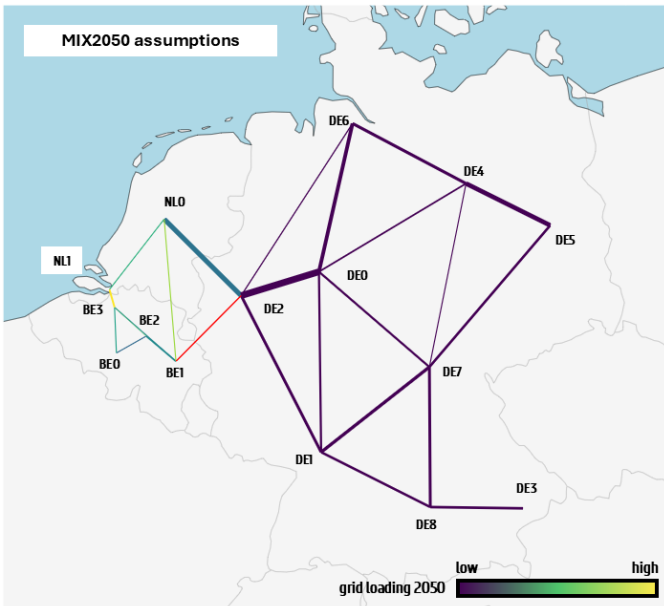 MIX2050 assumptions
DE6
DE4
NL0
DE5
NL1
DE0
BE3
BE2
DE2
BE0
BE1
DE7
DE1
DE3
DE8
low high
grid loading 2050